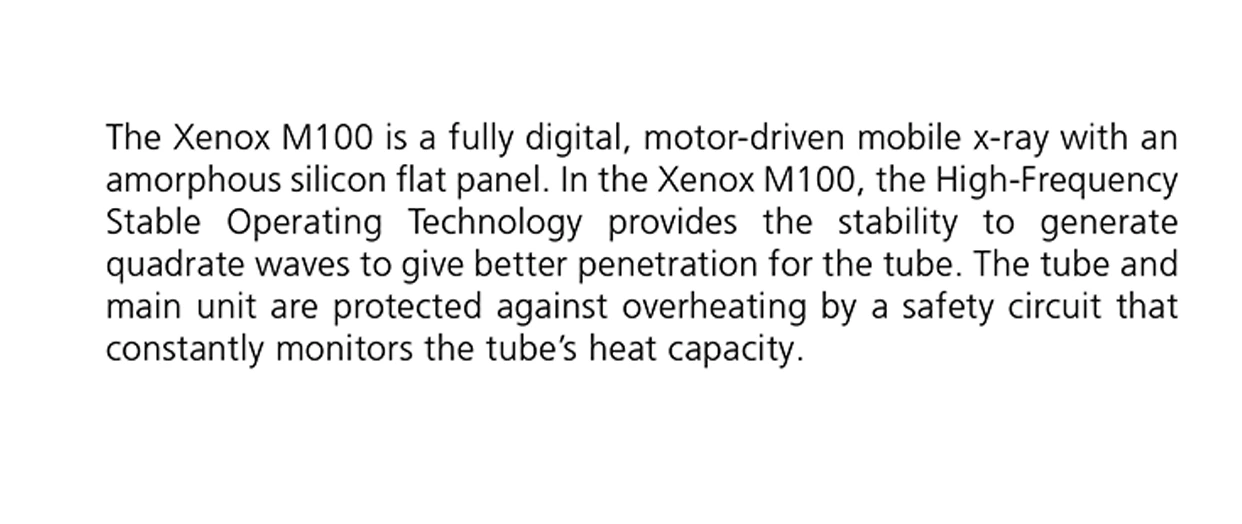 The Xenox M100 is a fully digital, motor-driven mobile x-ray with an
amorphous silicon flat panel. In the Xenox M100, the High-Frequency
Stable Operating Technology provides the stability to generate
quadrate waves to give better penetration for the tube. The tube and
main unit are protected against overheating by a safety circuit that
constantly monitors the tube’s heat capacity.